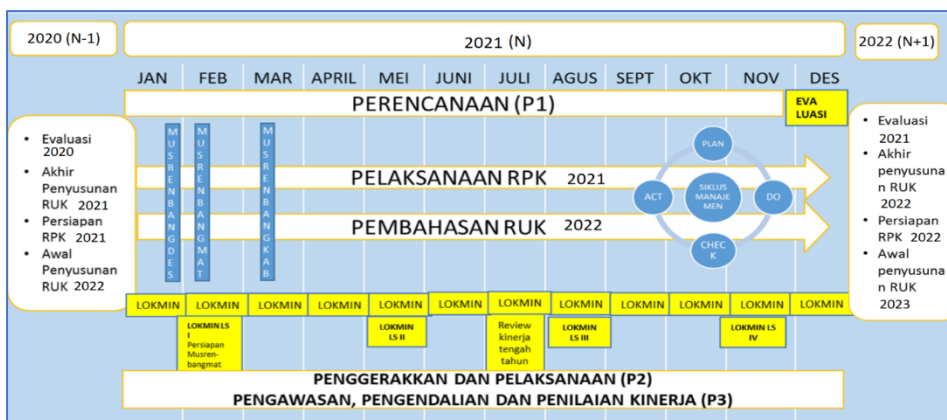 2020 (N-1)
2021 (N)
2022 (N+1)
JAN FEB MAR APRIL MEI JUNI JULI AGUS SEPT OKT NOV DES
PERENCANAAN (P1)
EVA
LUASI
• Evaluasi
2020
• Akhir
Penyusunan
RUK 2021
• Persiapan
RPK 2021
• Awal
Penyusunan
RUK 2022
MUSRENBANGDES
MUSRENBANGMAT
MUSRENBANGKAB
PELAKSANAAN RPK 2021
PEMBAHASAN RUK 2022
PLAN
ACT
SIKLUS
MANAJE
MEN
DO
CHEC
K
• Evaluasi
2021
• Akhir
penyusuna
n RUK
2022
• Persiapan
RPK 2022
• Awal
penyusuna
n RUK
2023
LOKMIN LOKMIN LOKMIN LOKMIN LOKMIN LOKMIN LOKMIN LOKMIN LOKMIN LOKMIN LOKMIN LOKMIN
LOKMIN LS
I
Persiapan
Musren-
bangmat
LOKMIN
LS II
Review
kinerja
tengah
tahun
LOKMIN
LS III
LOKMIN LS
IV
PENGGERAKKAN DAN PELAKSANAAN (P2)
PENGAWASAN, PENGENDALIAN DAN PENILAIAN KINERJA (P3)